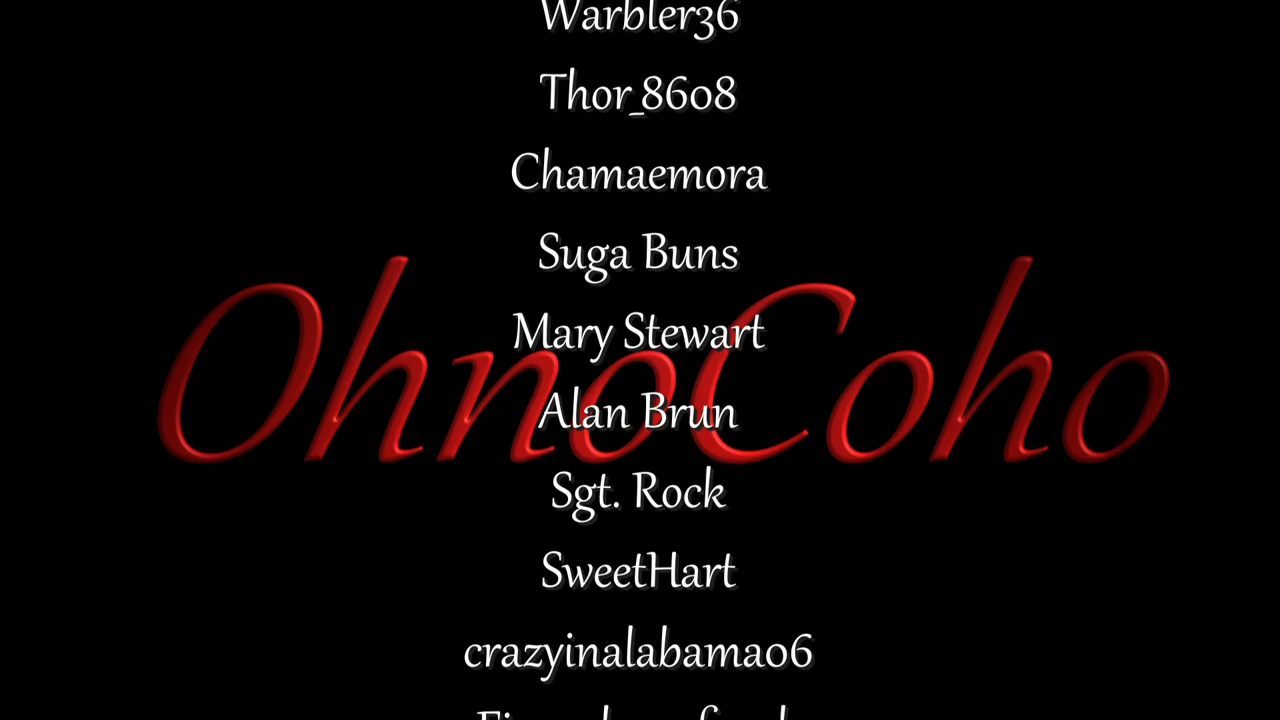 Warbler36
Thor_8608
Chamaemora
Suga Buns
Mary Stewart
OhnoCoho
Alan Brun
Sgt. Rock
SweetHart
crazyinalabama06